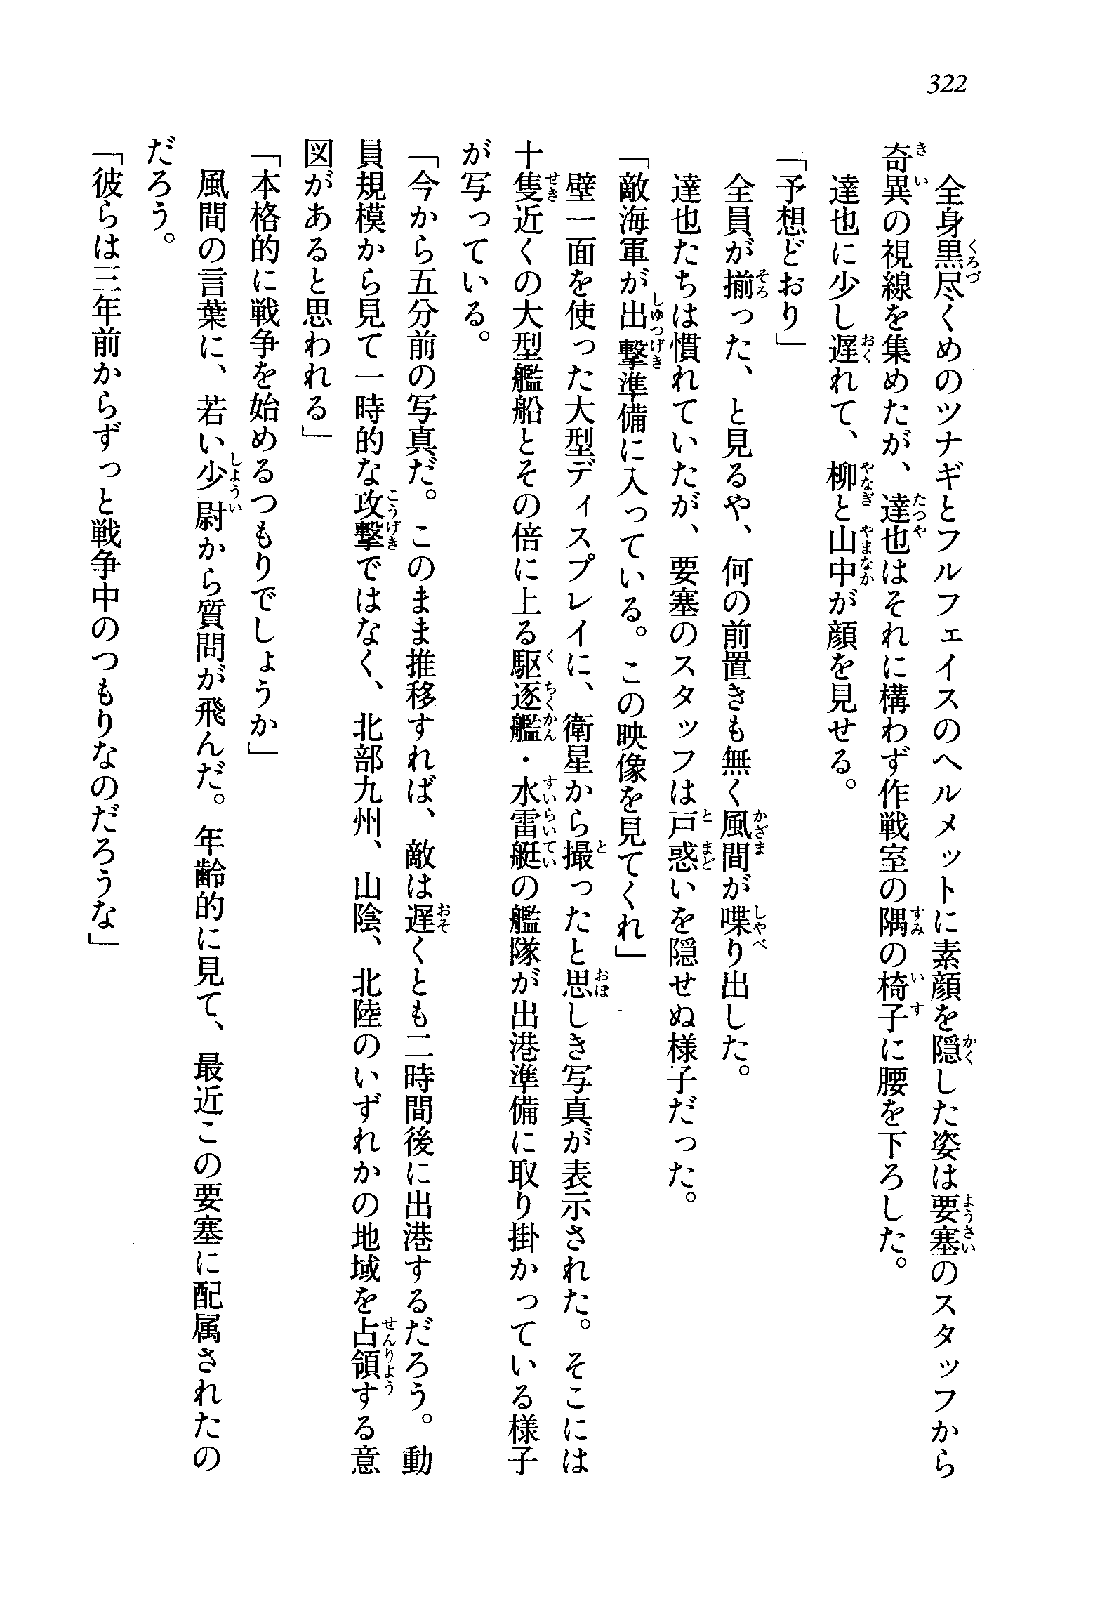 322
全身黒尽くめのツナギとフルフェイスのヘルメットに素顔を隠した姿は要塞のスタッフから
奇異の視線を集めたが、達也はそれに構わず作戦室の隅の椅子に腰を下ろした。
達也に少し遅れて、柳と山中が顔を見せる。
「予想どおり」
全員が揃った、と見るや、何の前置きも無く風間が喋り出した。
達也たちは慣れていたが、要塞のスタッフは戸惑いを隠せぬ様子だった。
「敵海軍が出撃準備に入っている。この映像を見てくれ」
壁一面を使った大型ディスプレイに、衛星から撮ったと思しき写真が表示された。そこには
十隻近くの大型艦船とその倍に上る駆逐艦・水雷艇の艦隊が出港準備に取り掛かっている様子
が写っている。
「今から五分前の写真だ。このまま推移すれば、敵は遅くとも二時間後に出港するだろう。動
員規模から見て一時的な攻撃ではなく、北部九州、山陰、北陸のいずれかの地域を占領する意
図があると思われる」
「本格的に戦争を始めるつもりでしょうか」
風間の言葉に、若い少尉から質問が飛んだ。年齢的に見て、最近この要塞に配属されたの
だろう。
「彼らは三年前からずっと戦争中のつもりなのだろうな」